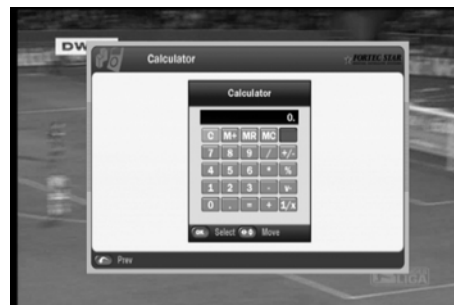 DW
Calculator
FORTEC STAR
Calculator
0.
C M+ MR MC
7 8 9 / +/-
4 5 6 * %
1 2 3 - √
0 . = + 1/x
OK Select Move
Prev
LIGA